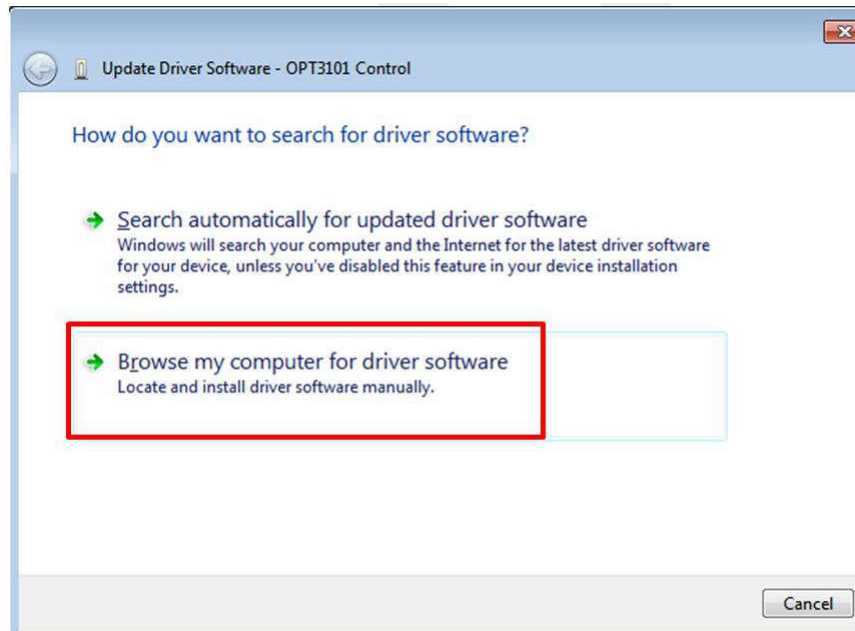 Update Driver Software - OPT3101 Control
How do you want to search for driver software?
Search automatically for updated driver software
Windows will search your computer and the Internet for the latest driver software
for your device, unless you've disabled this feature in your device installation
settings.
Browse my computer for driver software
Locate and install driver software manually.
Cancel